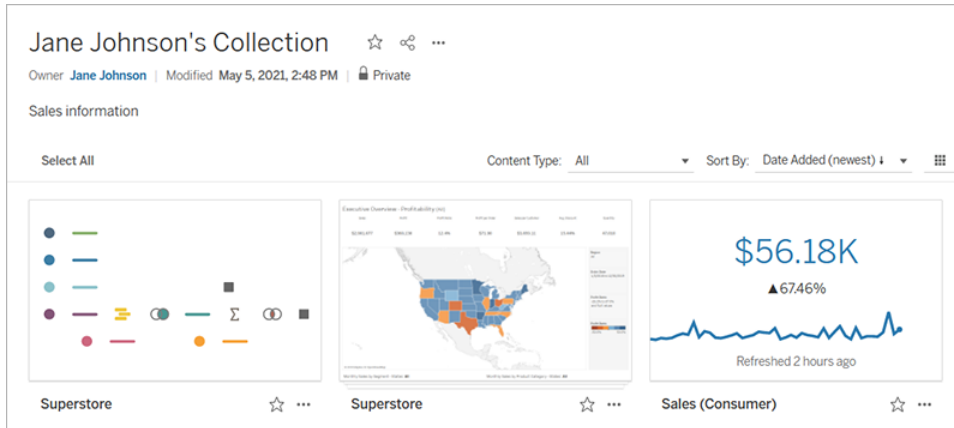 Jane Johnson's Collection
Owner Jane Johnson | Modified May 5, 2021, 2:48 PM | Private
Sales information
Select All
Content Type: All
Sort By: Date Added (newest)
Executive Overview - Profitability
$56.18K
▲67.46%
Refreshed 2 hours ago
Superstore
Superstore
Sales (Consumer)